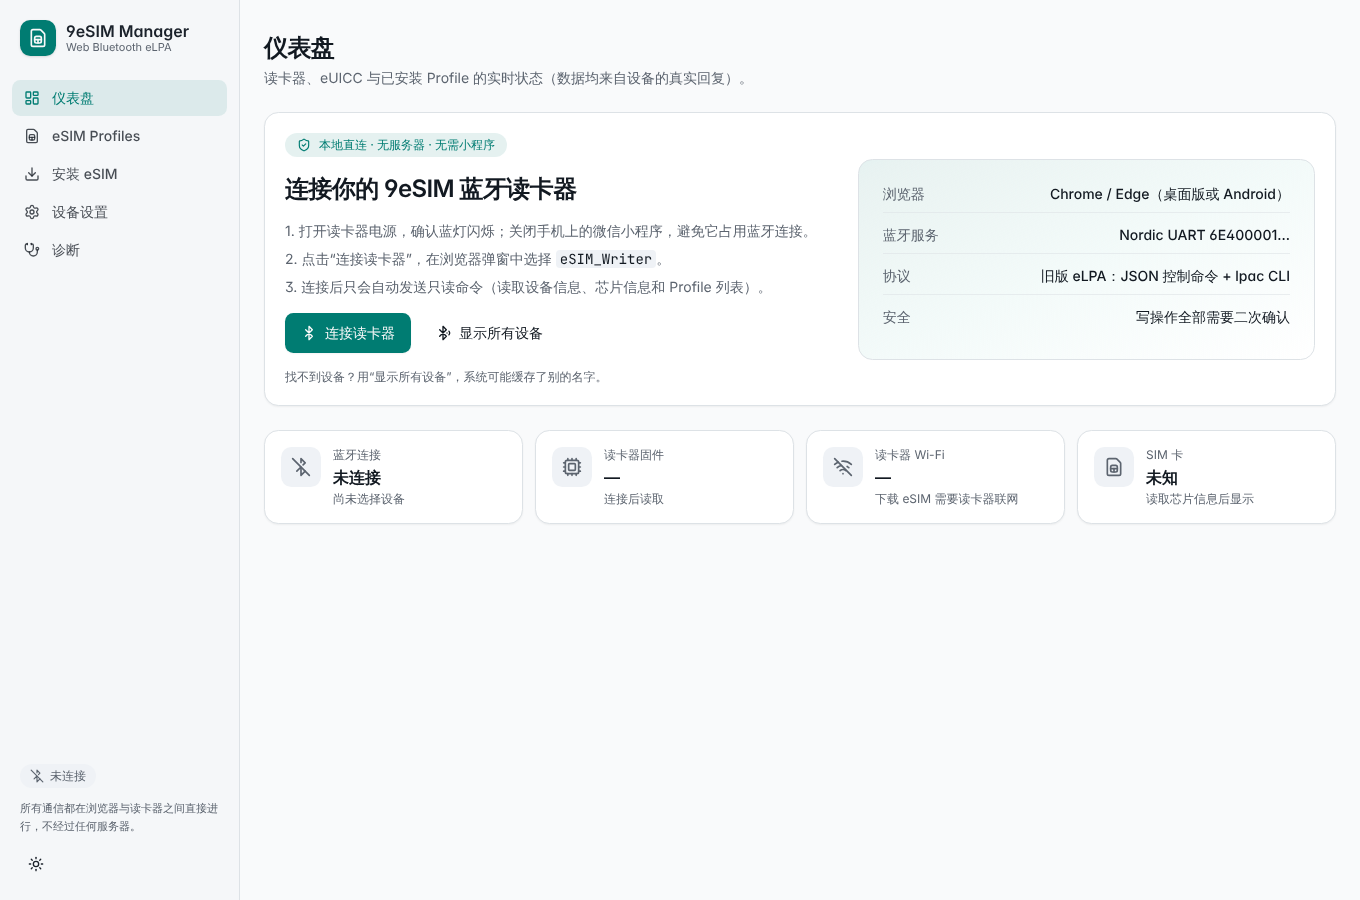 9eSIM Manager
Web Bluetooth eLPA
仪表盘
eSIM Profiles
安装 eSIM
设备设置
诊断
未连接
所有通信都在浏览器与读卡器之间直接进
行，不经过任何服务器。
仪表盘
读卡器、eUICC 与已安装 Profile 的实时状态（数据均来自设备的真实回复）。
本地直连 · 无服务器 · 无需小程序
连接你的 9eSIM 蓝牙读卡器
1. 打开读卡器电源，确认蓝灯闪烁；关闭手机上的微信小程序，避免它占用蓝牙连接。
2. 点击“连接读卡器”，在浏览器弹窗中选择 eSIM_Writer。
3. 连接后只会自动发送只读命令（读取设备信息、芯片信息和 Profile 列表）。
连接读卡器
显示所有设备
找不到设备？用“显示所有设备”，系统可能缓存了别的名字。
浏览器 Chrome / Edge（桌面版或 Android）
蓝牙服务 Nordic UART 6E400001…
协议 旧版 eLPA：JSON 控制命令 + lpac CLI
安全 写操作全部需要二次确认
蓝牙连接
未连接
尚未选择设备
读卡器固件
—
连接后读取
读卡器 Wi-Fi
—
下载 eSIM 需要读卡器联网
SIM 卡
未知
读取芯片信息后显示